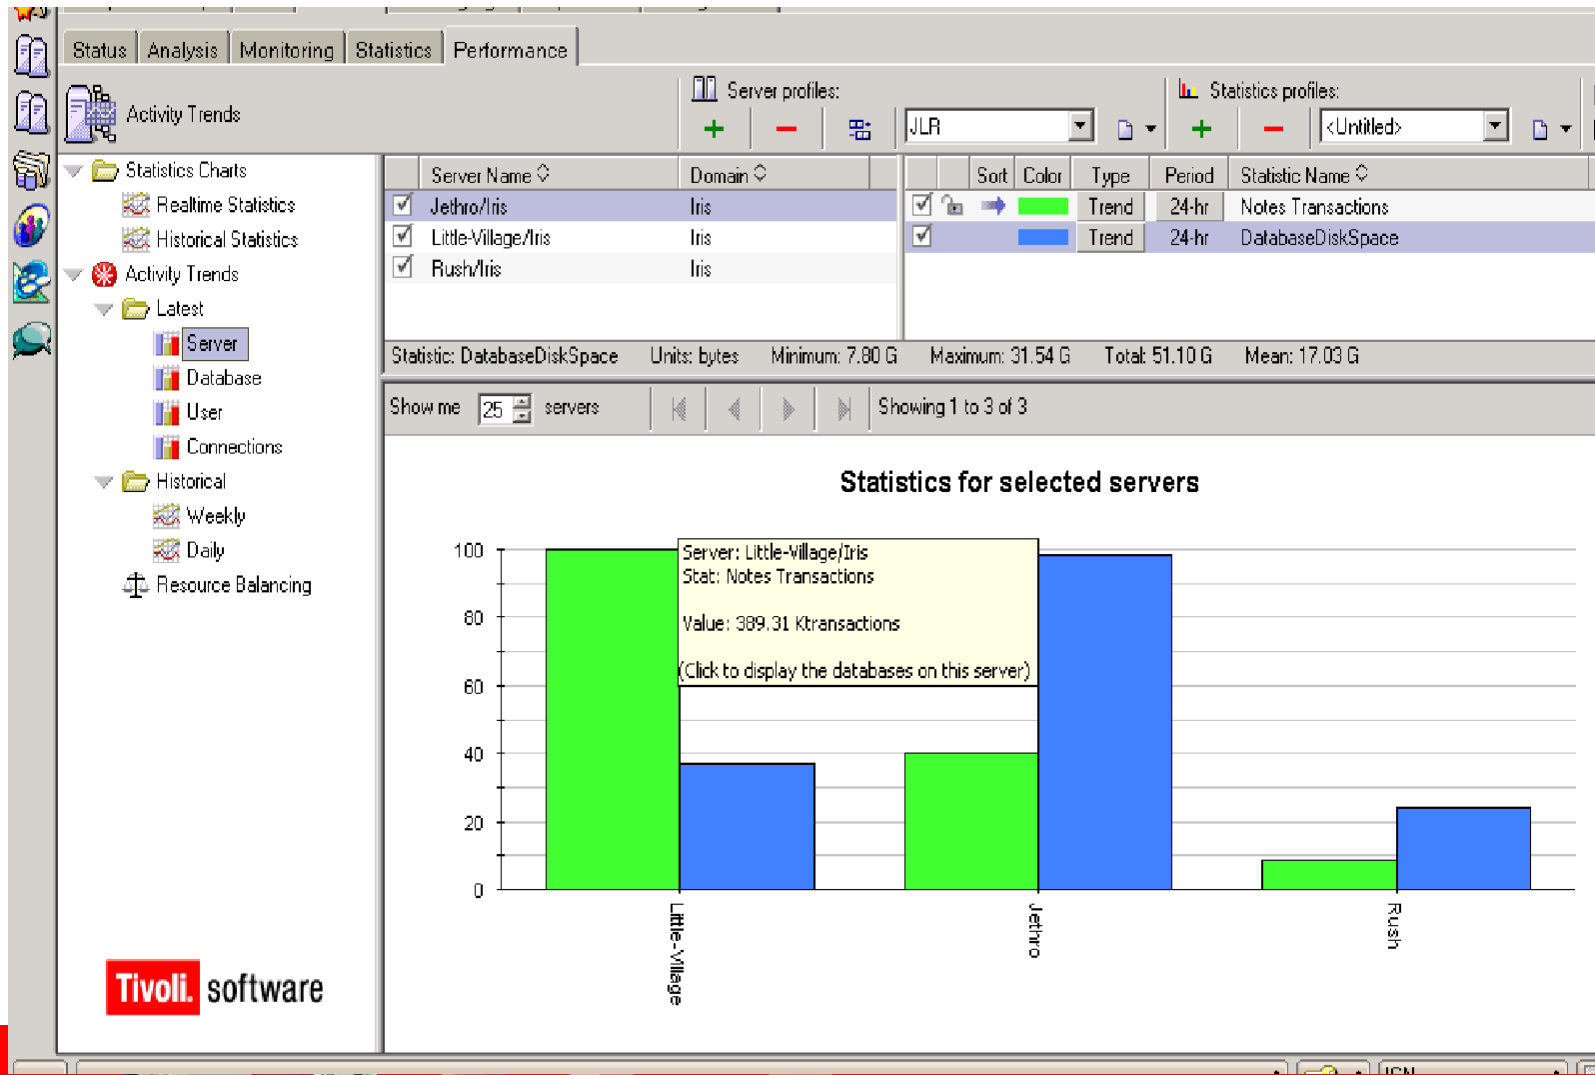 Status Analysis Monitoring Statistics Performance
Activity Trends
Server profiles:
JLR
Statistics profiles:
<Untitled>
Statistics Charts
Realtime Statistics
Historical Statistics
Activity Trends
Latest
Server
Database
User
Connections
Historical
Weekly
Daily
Resource Balancing
Tivoli. software
Server Name Domain
Jethro/Iris Iris
Little-Village/Iris Iris
Rush/Iris Iris
Sort Color Type Period Statistic Name
Trend 24-hr Notes Transactions
Trend 24-hr DatabaseDiskSpace
Statistic: DatabaseDiskSpace Units: bytes Minimum: 7.80 G Maximum: 31.54 G Total: 51.10 G Mean: 17.03 G
Show me 25 servers Showing 1 to 3 of 3
Statistics for selected servers
100
80
60
40
20
0
Server: Little-Village/Iris
Stat: Notes Transactions
Value: 389.31 Ktransactions
(Click to display the databases on this server)
Little-Village
Jethro
Rush